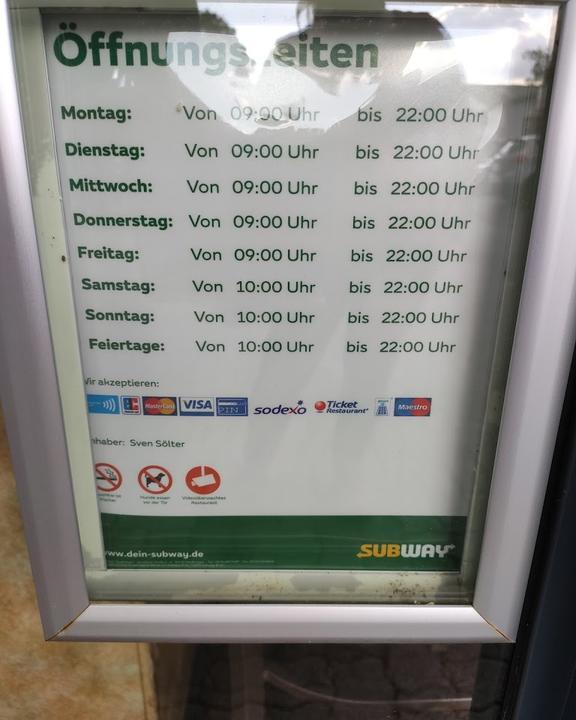 Öffnungszeiten
Montag: Von 09:00 Uhr bis 22:00 Uhr
Dienstag: Von 09:00 Uhr bis 22:00 Uhr
Mittwoch: Von 09:00 Uhr bis 22:00 Uhr
Donnerstag: Von 09:00 Uhr bis 22:00 Uhr
Freitag: Von 09:00 Uhr bis 22:00 Uhr
Samstag: Von 10:00 Uhr bis 22:00 Uhr
Sonntag: Von 10:00 Uhr bis 22:00 Uhr
Feiertage: Von 10:00 Uhr bis 22:00 Uhr
Wir akzeptieren:
MasterCard VISA PIN sodexo Ticket Restaurant Maestro
Inhaber: Sven Sölter
Hunde essen vor der Tür
Videoüberwachtes Restaurant
www.dein-subway.de
SUBWAY